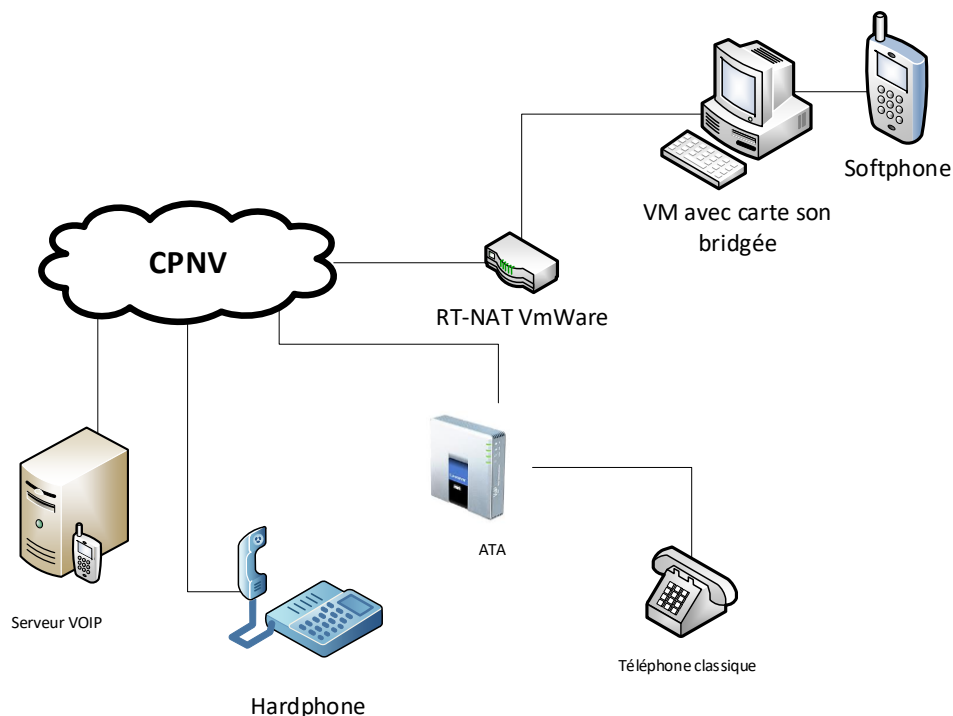 Softphone
VM avec carte son
bridgée
CPNV
RT-NAT VmWare
ATA
Serveur VOIP
Téléphone classique
Hardphone